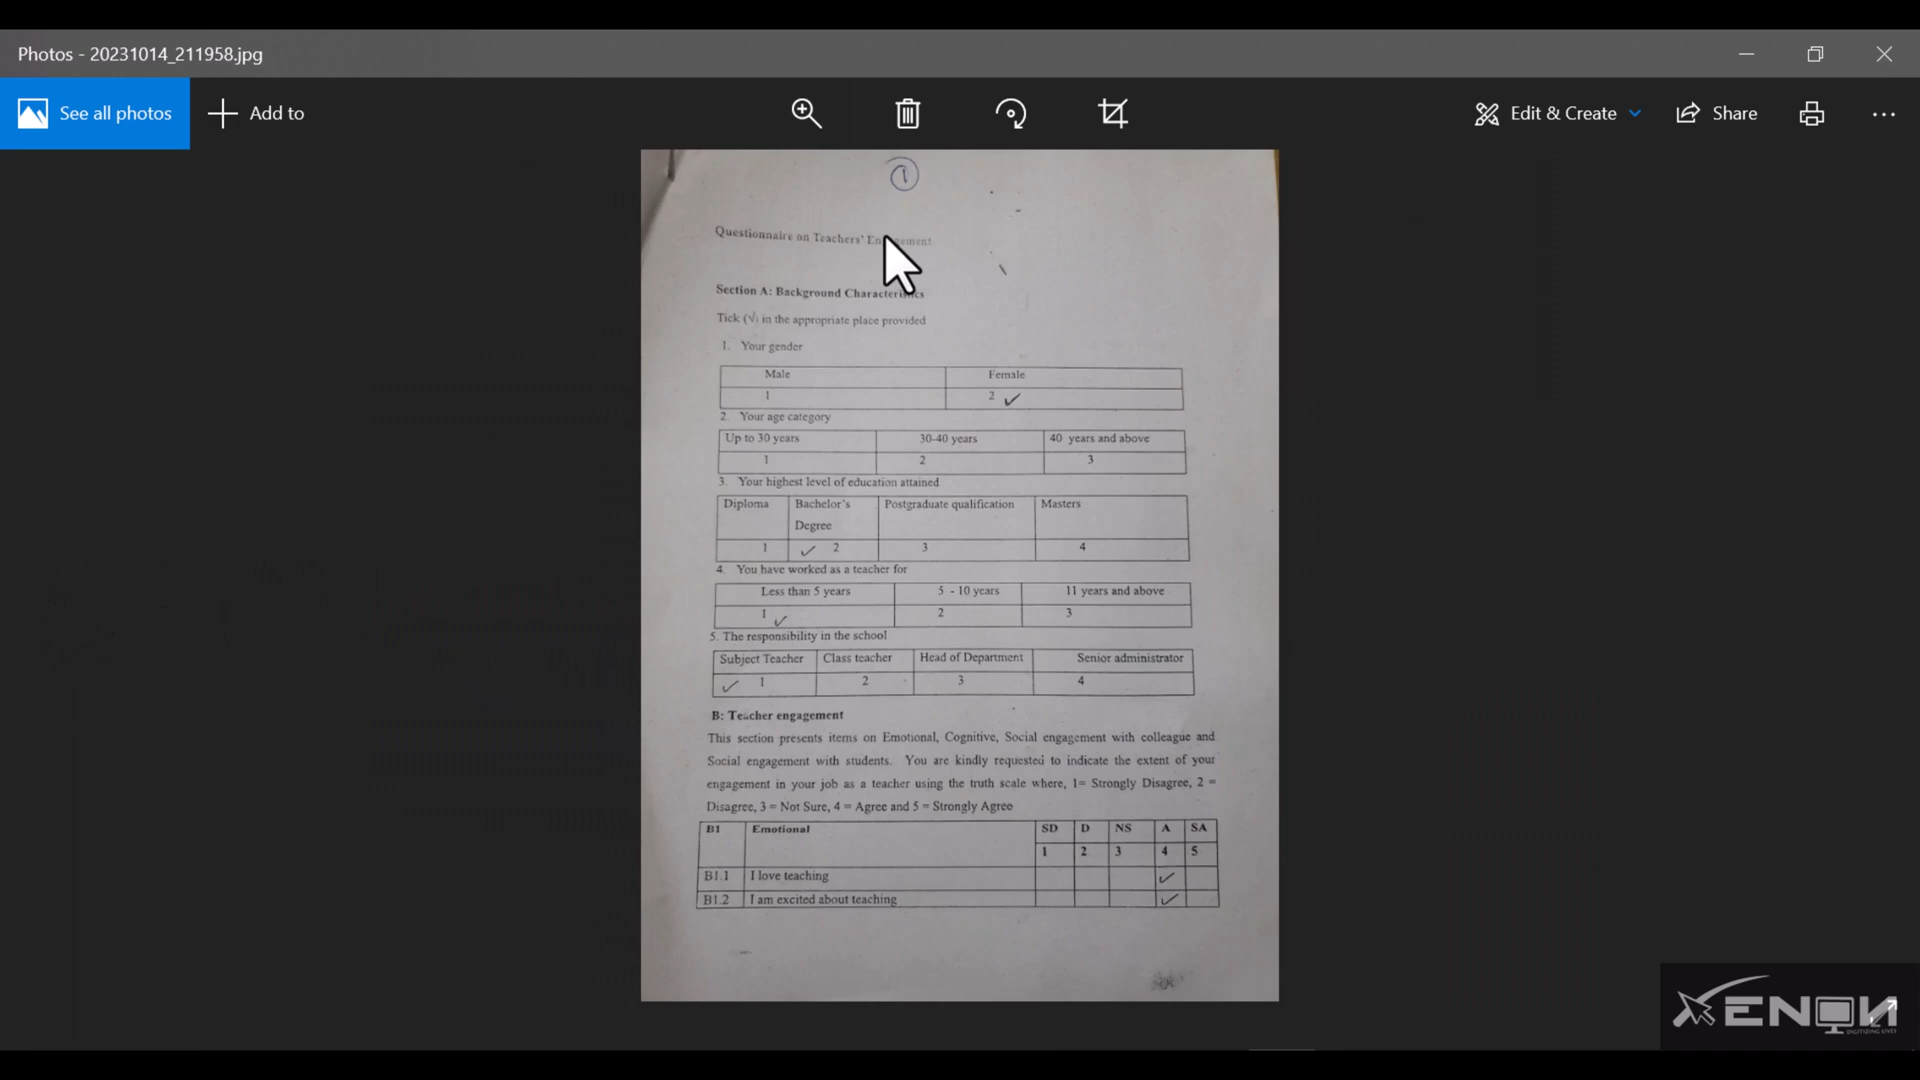 Photos - 20231014_211958.jpg
See all photos
Add to
Edit & Create
Share
1
Questionnaire on Teachers'
Section A: Background Characteristics
Tick (√) in the appropriate place provided
1. Your gender
Male Female
1 2 ✓
2. Your age category
Up to 30 years 30-40 years 40 years and above
1 2 3
3. Your highest level of education attained
Diploma Bachelor's Postgraduate qualification Masters
Degree
1 ✓ 2 3 4
4. You have worked as a teacher for
Less than 5 years 5 - 10 years 11 years and above
1 ✓ 2 3
5. The responsibility in the school
Subject Teacher Class teacher Head of Department Senior administrator
✓ 1 2 3 4
B: Teacher engagement
This section presents items on Emotional, Cognitive, Social engagement with colleague and
Social engagement with students. You are kindly requested to indicate the extent of your
engagement in your job as a teacher using the truth scale where, 1= Strongly Disagree, 2 =
Disagree, 3 = Not Sure, 4 = Agree and 5 = Strongly Agree
B1 Emotional SD D NS A SA
1 2 3 4 5
B1.1 I love teaching ✓
B1.2 I am excited about teaching ✓
XENON
DIGITIZING LIVES